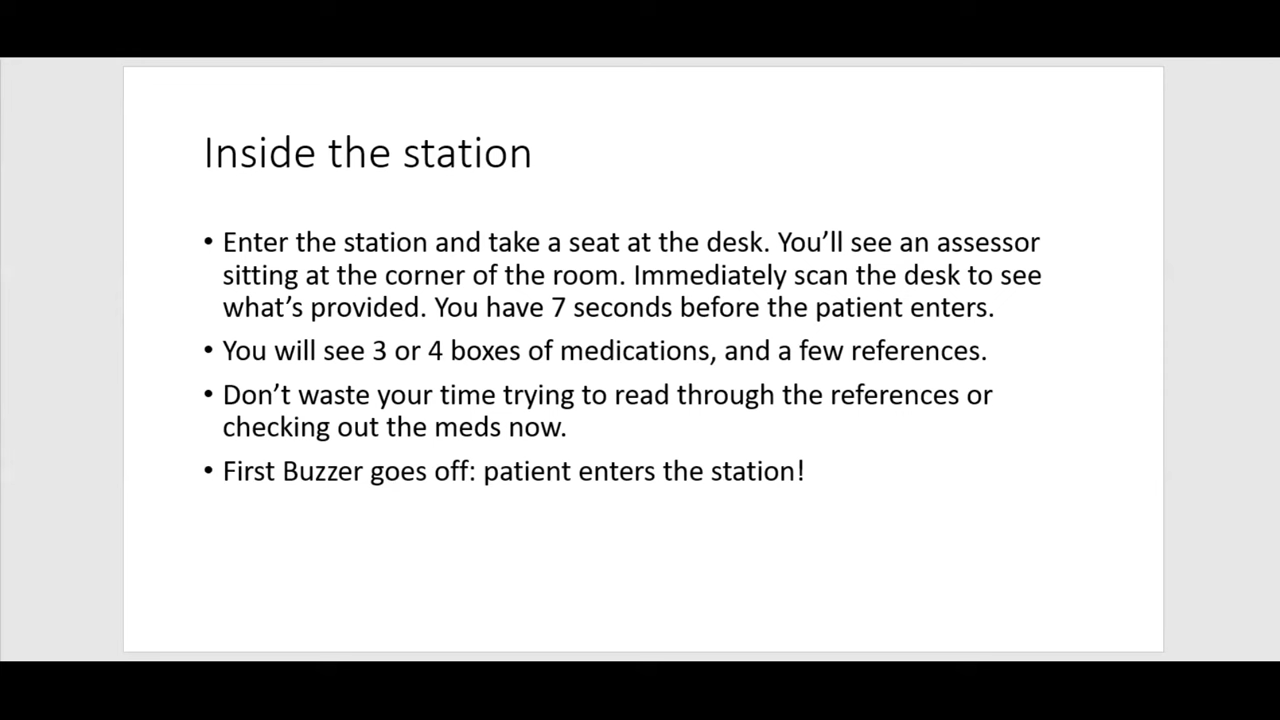 Inside the station
• Enter the station and take a seat at the desk. You’ll see an assessor
sitting at the corner of the room. Immediately scan the desk to see
what’s provided. You have 7 seconds before the patient enters.
• You will see 3 or 4 boxes of medications, and a few references.
• Don’t waste your time trying to read through the references or
checking out the meds now.
• First Buzzer goes off: patient enters the station!